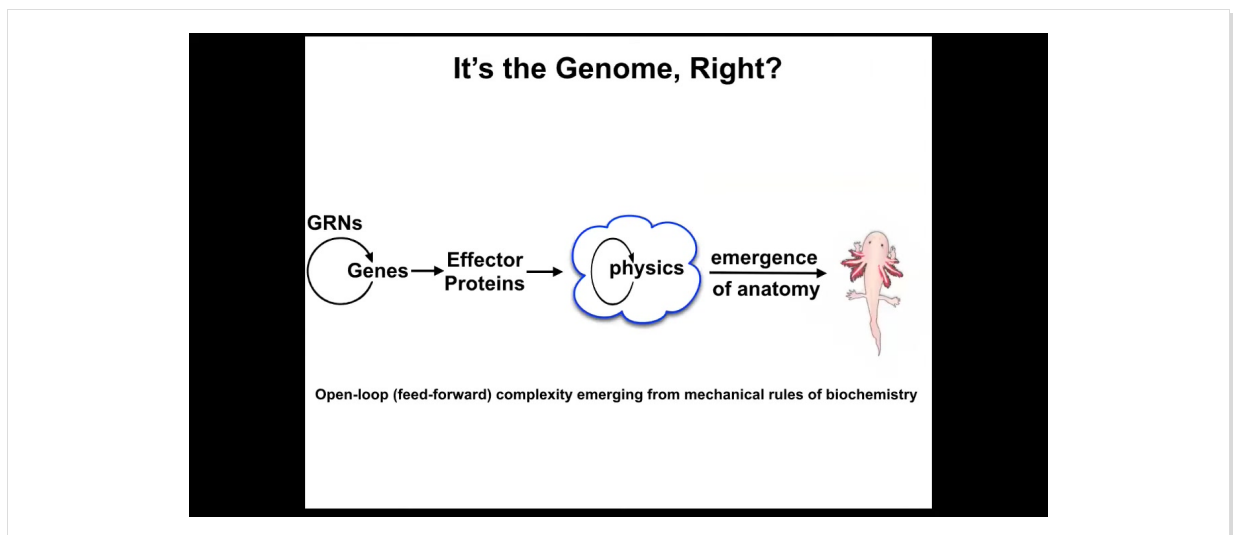 It's the Genome, Right?
GRNs
Genes
Effector
Proteins
physics
emergence
of anatomy
Open-loop (feed-forward) complexity emerging from mechanical rules of biochemistry